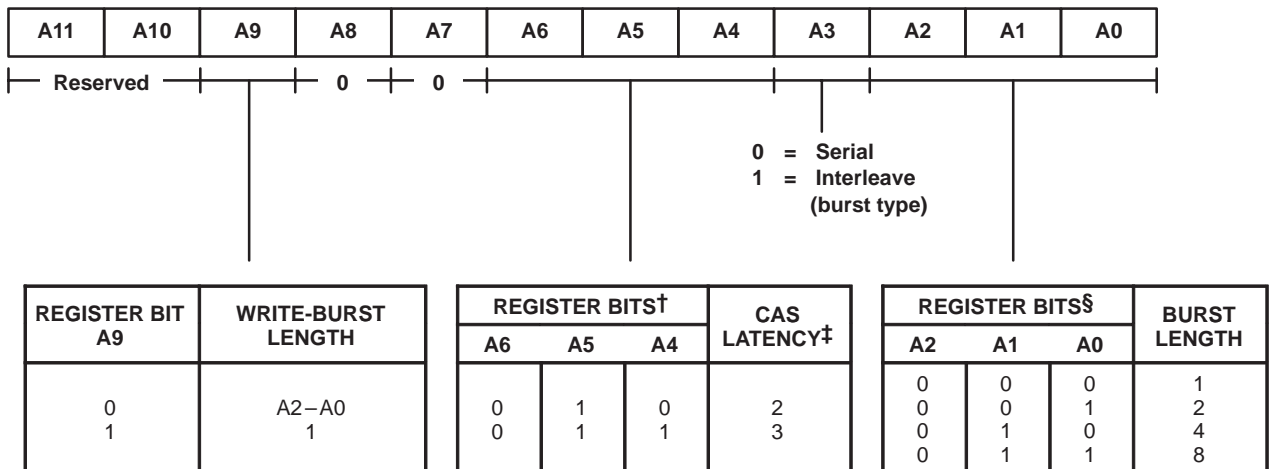 A11 A10 A9 A8 A7 A6 A5 A4 A3 A2 A1 A0
Reserved 0 0
0 = Serial
1 = Interleave
(burst type)
REGISTER BIT A9 WRITE-BURST LENGTH
0 A2–A0
1 1
REGISTER BITS† CAS LATENCY‡
A6 A5 A4
0 1 0 2
0 1 1 3
REGISTER BITS§ BURST LENGTH
A2 A1 A0
0 0 0 1
0 0 1 2
0 1 0 4
0 1 1 8